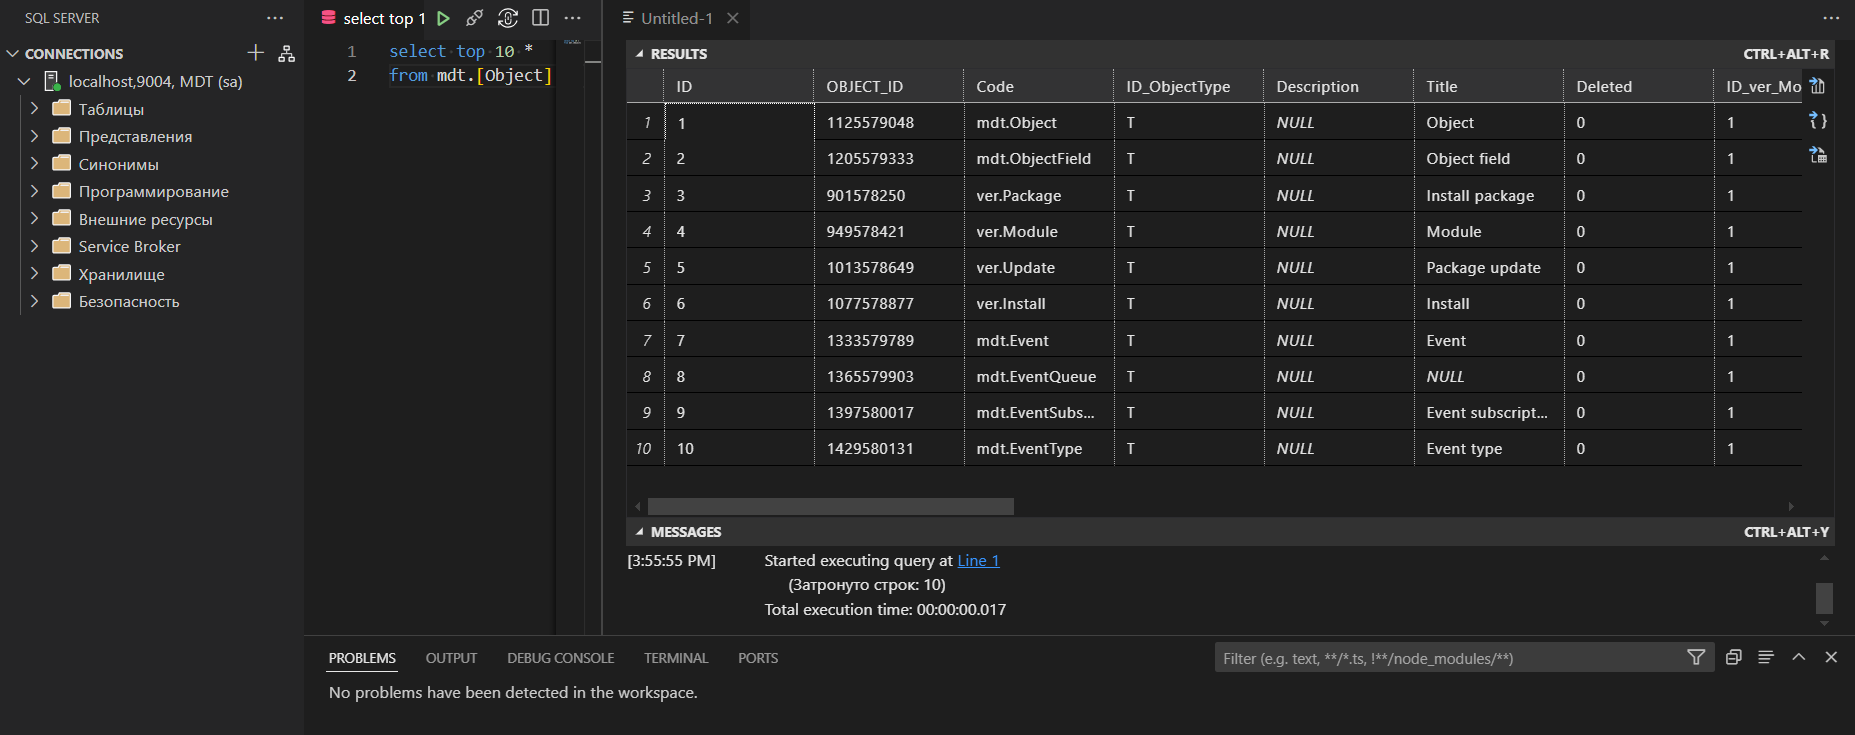 SQL SERVER
CONNECTIONS
localhost,9004, MDT (sa)
Таблицы
Представления
Синонимы
Программирование
Внешние ресурсы
Service Broker
Хранилище
Безопасность
select top 1
1 select top 10 *
2 from mdt.[Object]
Untitled-1
RESULTS CTRL+ALT+R
ID OBJECT_ID Code ID_ObjectType Description Title Deleted ID_ver_Mo
1 1 1125579048 mdt.Object T NULL Object 0 1
2 2 1205579333 mdt.ObjectField T NULL Object field 0 1
3 3 901578250 ver.Package T NULL Install package 0 1
4 4 949578421 ver.Module T NULL Module 0 1
5 5 1013578649 ver.Update T NULL Package update 0 1
6 6 1077578877 ver.Install T NULL Install 0 1
7 7 1333579789 mdt.Event T NULL Event 0 1
8 8 1365579903 mdt.EventQueue T NULL NULL 0 1
9 9 1397580017 mdt.EventSubs... T NULL Event subscript... 0 1
10 10 1429580131 mdt.EventType T NULL Event type 0 1
MESSAGES CTRL+ALT+Y
[3:55:55 PM] Started executing query at Line 1
(Затронуто строк: 10)
Total execution time: 00:00:00.017
PROBLEMS OUTPUT DEBUG CONSOLE TERMINAL PORTS Filter (e.g. text, **/*.ts, !**/node_modules/**)
No problems have been detected in the workspace.